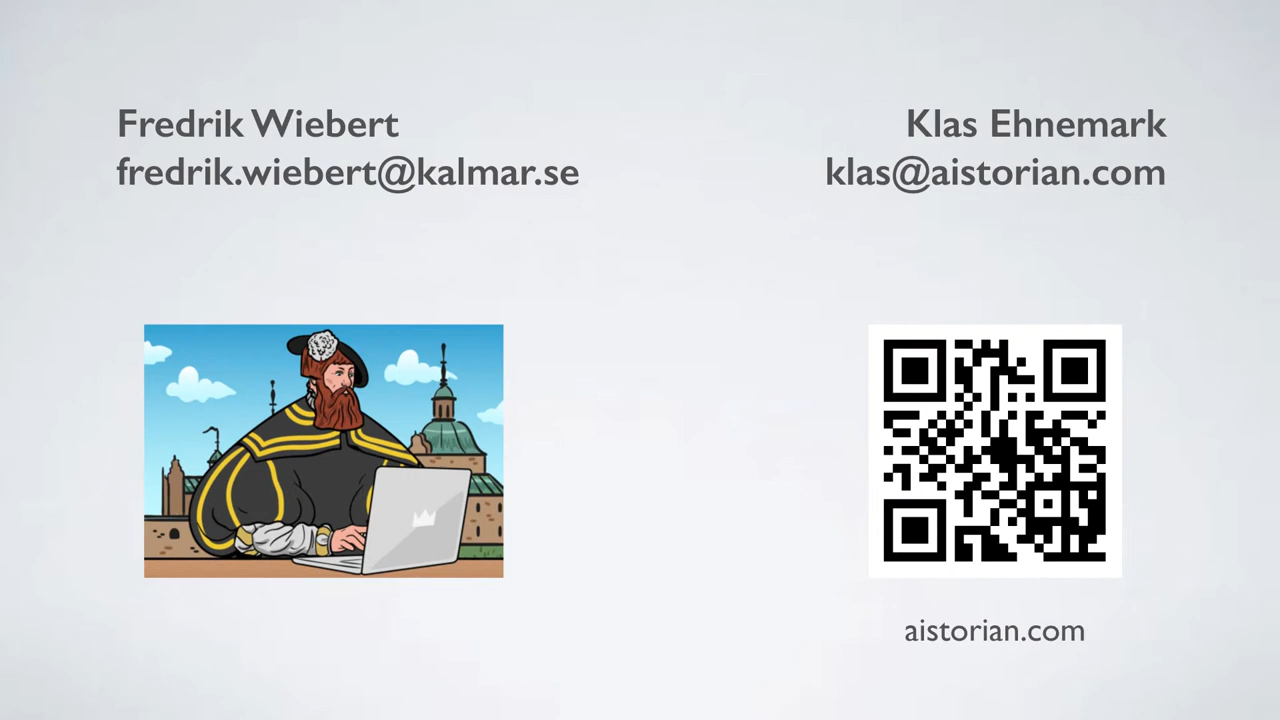 Fredrik Wiebert
fredrik.wiebert@kalmar.se
Klas Ehnemark
klas@aistorian.com
aistorian.com